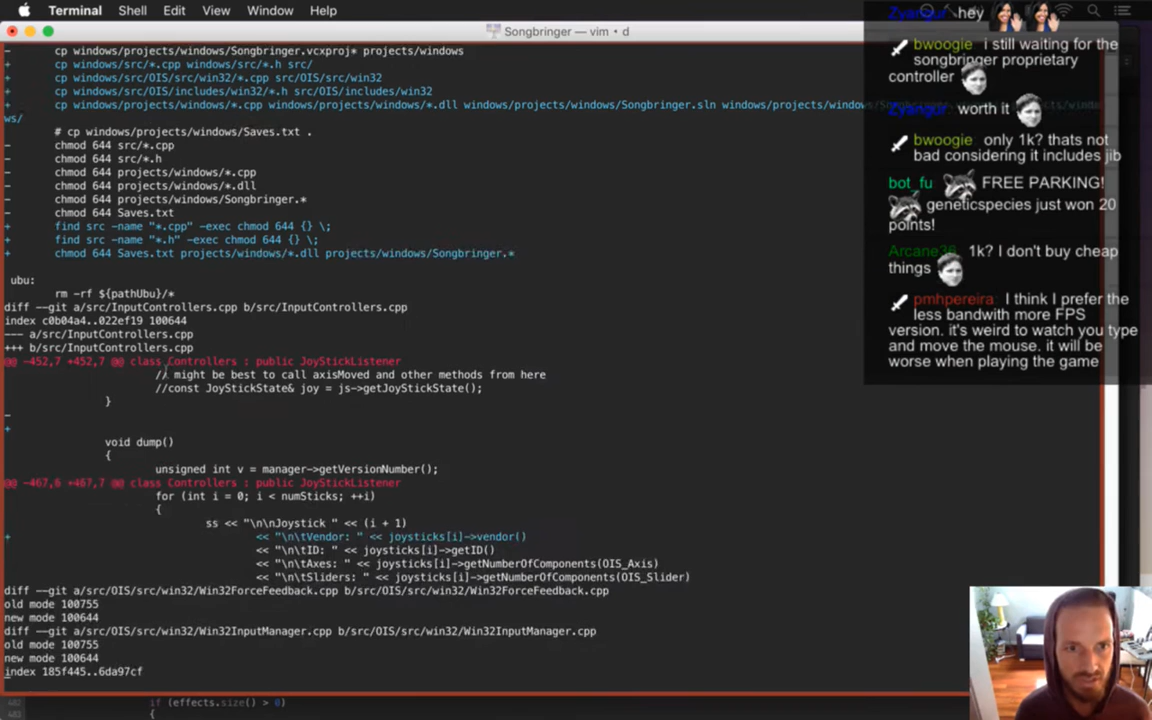 Terminal Shell Edit View Window Help
Songbringer — vim • d
- cp windows/projects/windows/Songbringer.vcxproj* projects/windows
+ cp windows/src/*.cpp windows/src/*.h src/
+ cp windows/src/OIS/src/win32/*.cpp src/OIS/src/win32
+ cp windows/src/OIS/includes/win32/*.h src/OIS/includes/win32
+ cp windows/projects/windows/*.cpp windows/projects/windows/*.dll windows/projects/windows/Songbringer.sln windows/projects/windows/
ws/
# cp windows/projects/windows/Saves.txt .
- chmod 644 src/*.cpp
- chmod 644 src/*.h
- chmod 644 projects/windows/*.cpp
- chmod 644 projects/windows/*.dll
- chmod 644 projects/windows/Songbringer.*
- chmod 644 Saves.txt
+ find src -name "*.cpp" -exec chmod 644 {} \;
+ find src -name "*.h" -exec chmod 644 {} \;
+ chmod 644 Saves.txt projects/windows/*.dll projects/windows/Songbringer.*
ubu:
rm -rf ${pathUbu}/*
diff --git a/src/InputControllers.cpp b/src/InputControllers.cpp
index c0b04a4..022ef19 100644
--- a/src/InputControllers.cpp
+++ b/src/InputControllers.cpp
@@ -452,7 +452,7 @@ class Controllers : public JoyStickListener
// might be best to call axisMoved and other methods from here
//const JoyStickState& joy = js->getJoyStickState();
}
-
+
void dump()
{
unsigned int v = manager->getVersionNumber();
@@ -467,6 +467,7 @@ class Controllers : public JoyStickListener
for (int i = 0; i < numSticks; ++i)
{
ss << "\n\nJoystick " << (i + 1)
+ << "\n\tVendor: " << joysticks[i]->vendor()
<< "\n\tID: " << joysticks[i]->getID()
<< "\n\tAxes: " << joysticks[i]->getNumberOfComponents(OIS_Axis)
<< "\n\tSliders: " << joysticks[i]->getNumberOfComponents(OIS_Slider)
diff --git a/src/OIS/src/win32/Win32ForceFeedback.cpp b/src/OIS/src/win32/Win32ForceFeedback.cpp
old mode 100755
new mode 100644
diff --git a/src/OIS/src/win32/Win32InputManager.cpp b/src/OIS/src/win32/Win32InputManager.cpp
old mode 100755
new mode 100644
index 185f445..6da97cf
if (effects.size() > 0)
403 {
Zyangur: hey
bwoogie i still waiting for the
songbringer proprietary
controller
Zyangur: worth it
bwoogie only 1k? thats not
bad considering it includes jib
bot_fu FREE PARKING!
geneticspecies just won 20
points!
Arcane36 1k? I don't buy cheap
things
pmhpereira: I think I prefer the
less bandwith more FPS
version. it's weird to watch you type
and move the mouse. it will be
worse when playing the game